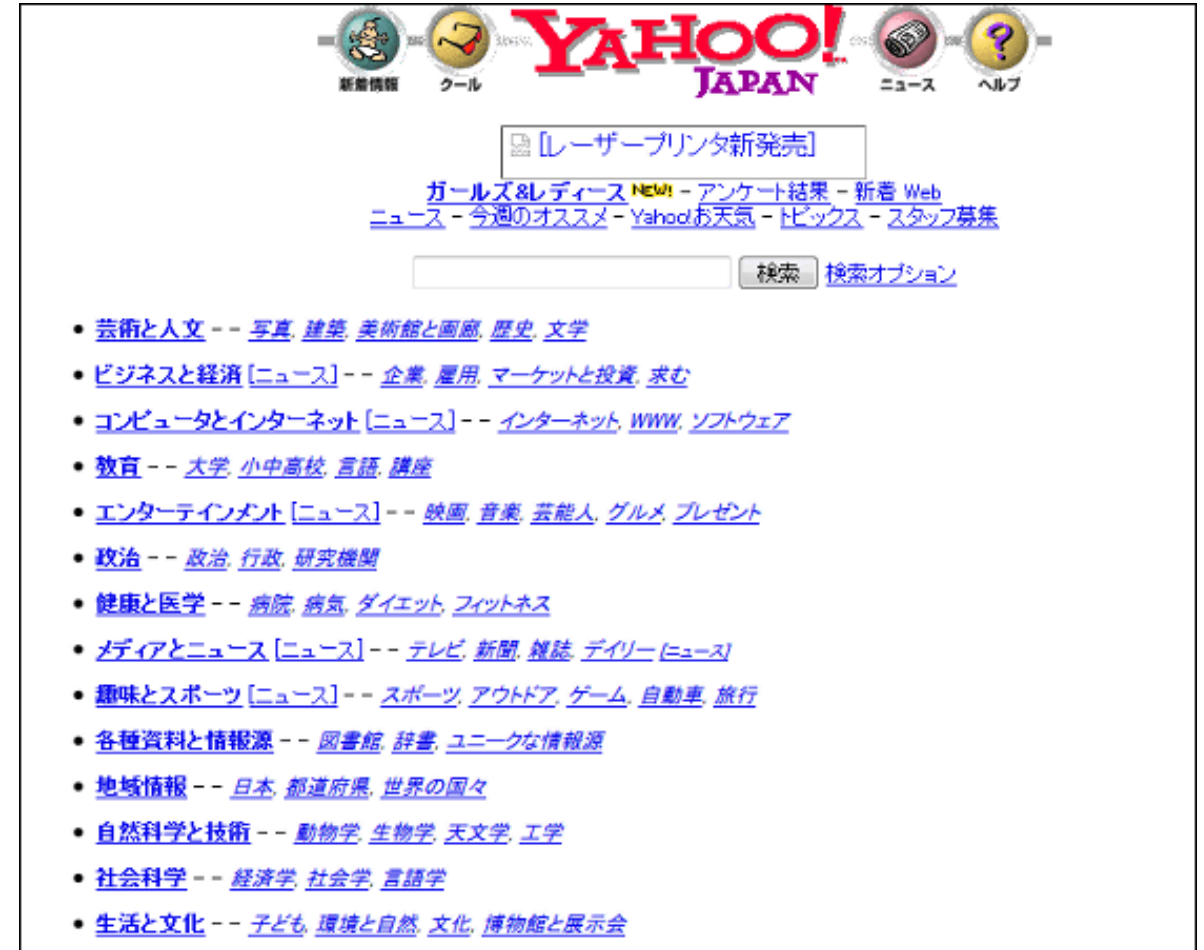 新着情報 クール YAHOO! JAPAN ニュース ヘルプ
[レーザープリンタ新発売]
ガールズ&レディース NEW! - アンケート結果 - 新着 Web
ニュース - 今週のオススメ - Yahoo!お天気 - トピックス - スタッフ募集
検索 検索オプション
• 芸術と人文 - - 写真, 建築, 美術館と画廊, 歴史, 文学
• ビジネスと経済 [ニュース] - - 企業, 雇用, マーケットと投資, 求む
• コンピュータとインターネット [ニュース] - - インターネット, WWW, ソフトウェア
• 教育 - - 大学, 小中高校, 言語, 講座
• エンターテインメント [ニュース] - - 映画, 音楽, 芸能人, グルメ, プレゼント
• 政治 - - 政治, 行政, 研究機関
• 健康と医学 - - 病院, 病気, ダイエット, フィットネス
• メディアとニュース [ニュース] - - テレビ, 新聞, 雑誌, デイリー [ニュース]
• 趣味とスポーツ [ニュース] - - スポーツ, アウトドア, ゲーム, 自動車, 旅行
• 各種資料と情報源 - - 図書館, 辞書, ユニークな情報源
• 地域情報 - - 日本, 都道府県, 世界の国々
• 自然科学と技術 - - 動物学, 生物学, 天文学, 工学
• 社会科学 - - 経済学, 社会学, 言語学
• 生活と文化 - - 子ども, 環境と自然, 文化, 博物館と展示会